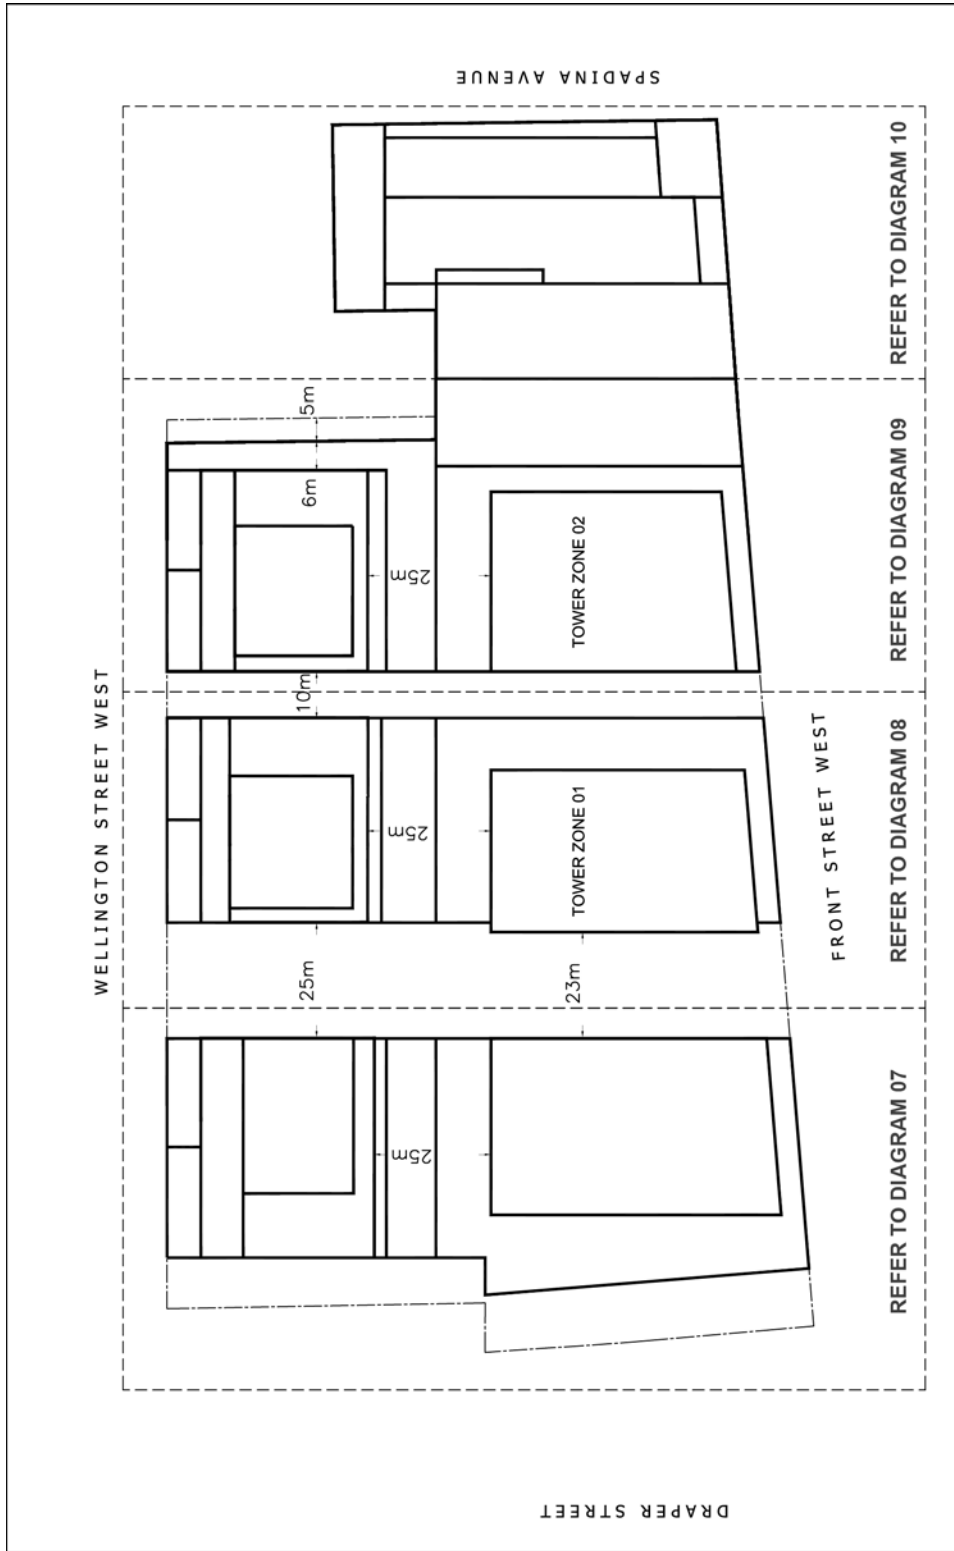 SPADINA AVENUE
REFER TO DIAGRAM 10
5m
6m
25m
TOWER ZONE 02
REFER TO DIAGRAM 09
WELLINGTON STREET WEST
10m
25m
TOWER ZONE 01
FRONT STREET WEST
REFER TO DIAGRAM 08
25m
23m
25m
REFER TO DIAGRAM 07
DRAPER STREET